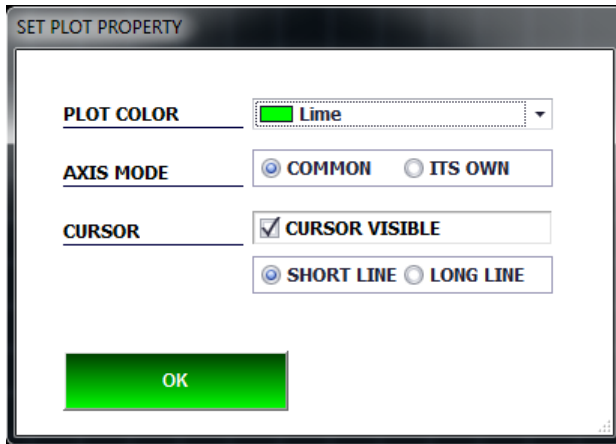 SET PLOT PROPERTY
PLOT COLOR Lime
AXIS MODE COMMON ITS OWN
CURSOR CURSOR VISIBLE
SHORT LINE LONG LINE
OK